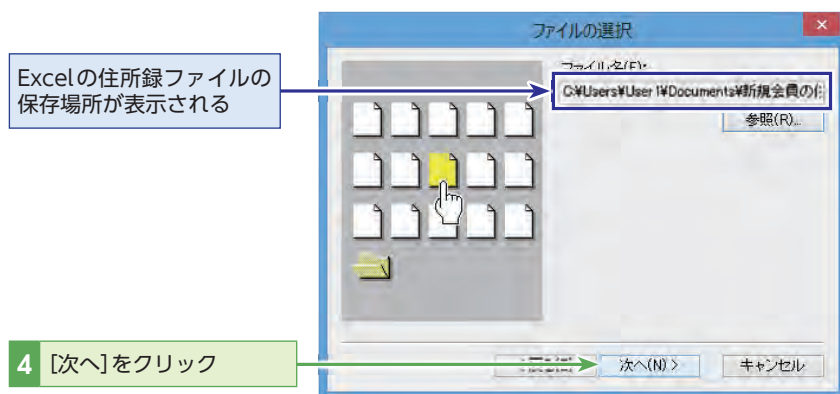 ファイルの選択
Excelの住所録ファイルの
保存場所が表示される
ファイル名(F):
C:¥Users¥User1¥Documents¥新規会員の
参照(R)...
4 [次へ]をクリック
次へ(N) >
キャンセル